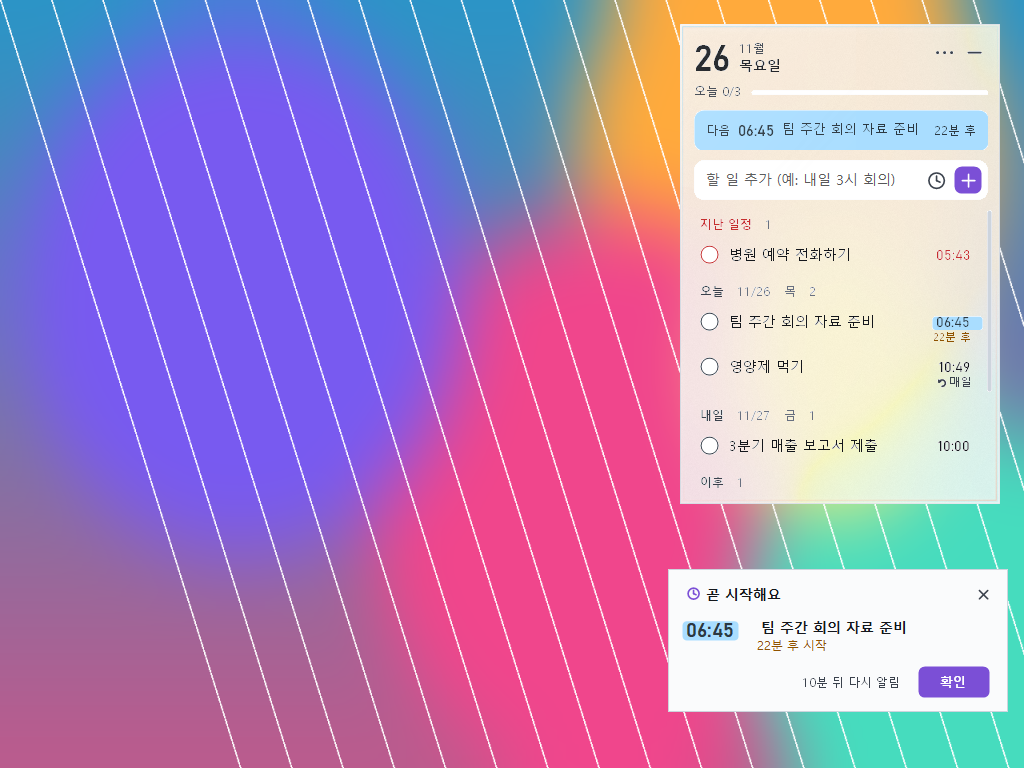 26
11월
목요일
오늘 0/3
다음 06:45 팀 주간 회의 자료 준비 22분 후
할 일 추가 (예: 내일 3시 회의)
지난 일정 1
병원 예약 전화하기 05:43
오늘 11/26 목 2
팀 주간 회의 자료 준비 06:45
22분 후
영양제 먹기 10:49
매일
내일 11/27 금 1
3분기 매출 보고서 제출 10:00
이후 1
곧 시작해요
06:45 팀 주간 회의 자료 준비
22분 후 시작
10분 뒤 다시 알림 확인